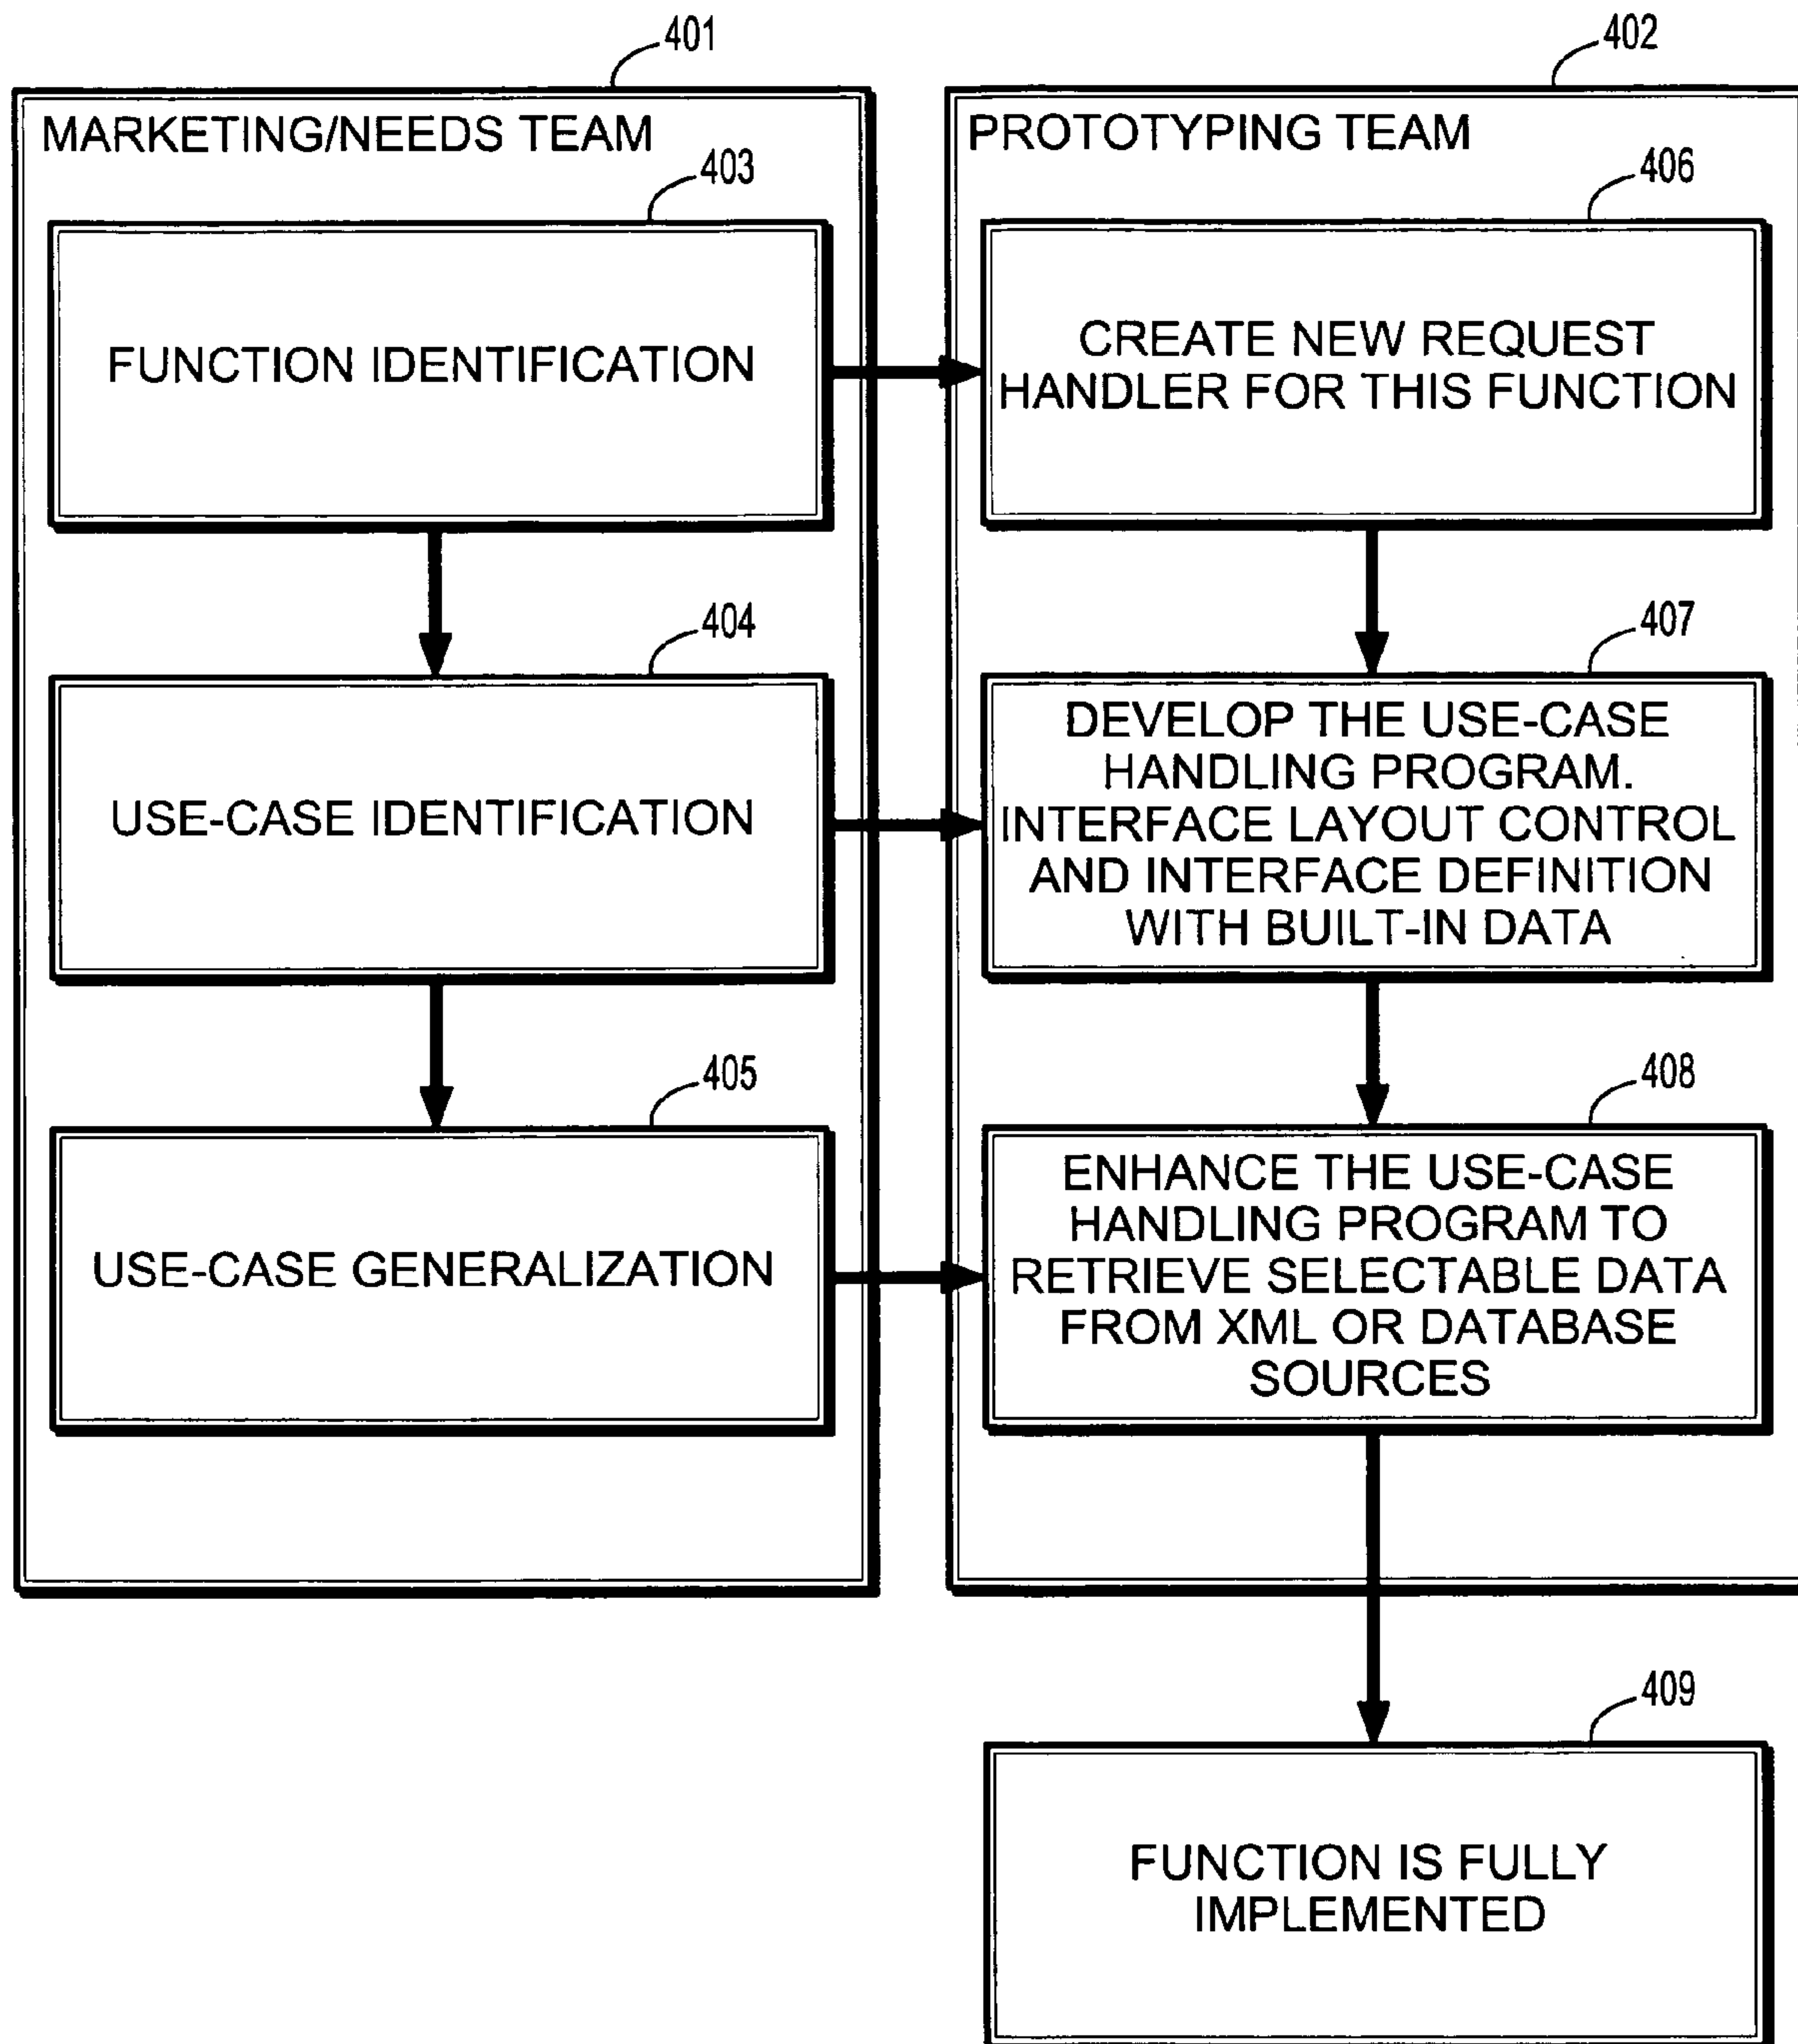 401
MARKETING/NEEDS TEAM
403
FUNCTION IDENTIFICATION
404
USE-CASE IDENTIFICATION
405
USE-CASE GENERALIZATION
402
PROTOTYPING TEAM
406
CREATE NEW REQUEST
HANDLER FOR THIS FUNCTION
407
DEVELOP THE USE-CASE
HANDLING PROGRAM.
INTERFACE LAYOUT CONTROL
AND INTERFACE DEFINITION
WITH BUILT-IN DATA
408
ENHANCE THE USE-CASE
HANDLING PROGRAM TO
RETRIEVE SELECTABLE DATA
FROM XML OR DATABASE
SOURCES
409
FUNCTION IS FULLY
IMPLEMENTED